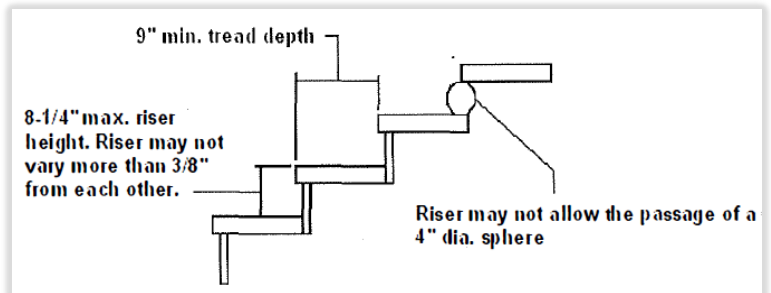 9" min. tread depth
8-1/4" max. riser
height. Riser may not
vary more than 3/8"
from each other.
Riser may not allow the passage of a
4" dia. sphere